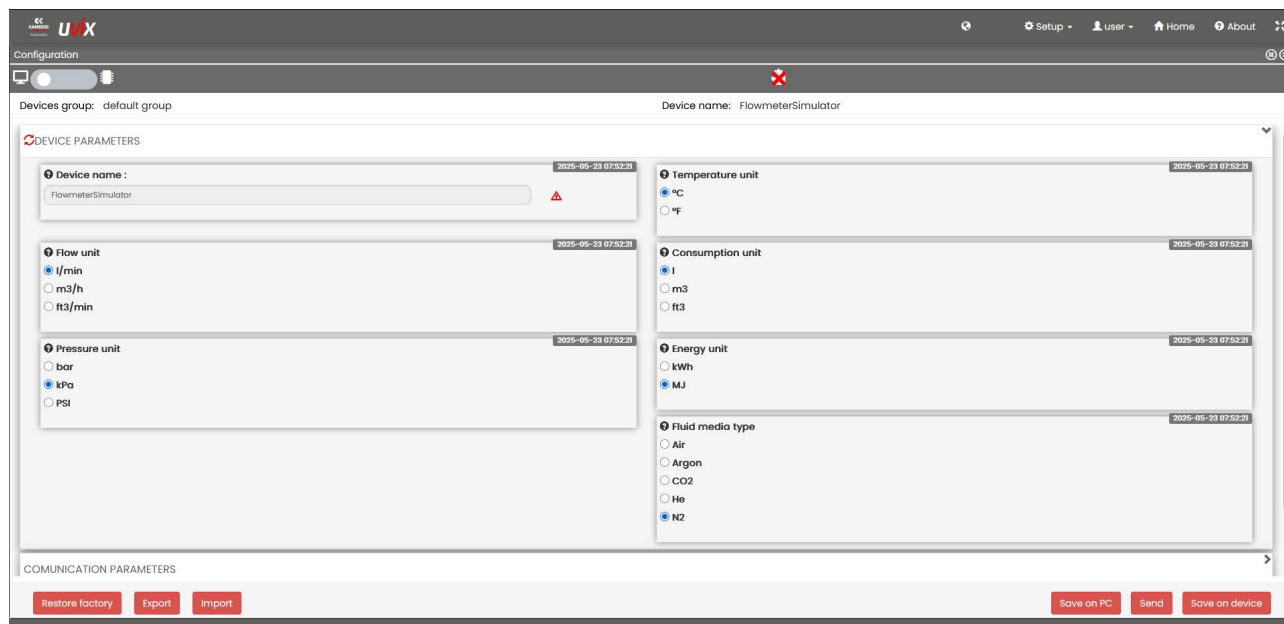 CAMOZZI
UVIX
Setup
user
Home
About
Configuration
Devices group: default group
Device name: FlowmeterSimulator
DEVICE PARAMETERS
2025-05-23 07:52:21
Device name :
FlowmeterSimulator
2025-05-23 07:52:21
Temperature unit
°C
°F
2025-05-23 07:52:21
Flow unit
l/min
m3/h
ft3/min
2025-05-23 07:52:21
Consumption unit
l
m3
ft3
2025-05-23 07:52:21
Pressure unit
bar
kPa
PSI
2025-05-23 07:52:21
Energy unit
kWh
MJ
2025-05-23 07:52:21
Fluid media type
Air
Argon
CO2
He
N2
COMUNICATION PARAMETERS
Restore factory
Export
Import
Save on PC
Send
Save on device